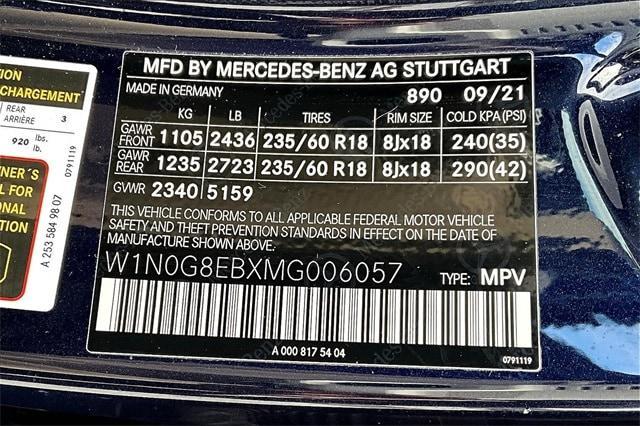 TION
CHARGEMENT
REAR
ARRIÈRE 3
920 lbs.
lb.
0791119
NER´S
L FOR
ONAL
ION
A 253 584 98 07
MFD BY MERCEDES-BENZ AG STUTTGART
MADE IN GERMANY 890 09/21
KG LB TIRES RIM SIZE COLD KPA(PSI)
GAWR FRONT 1105 2436 235/60 R18 8Jx18 240(35)
GAWR REAR 1235 2723 235/60 R18 8Jx18 290(42)
GVWR 2340 5159
THIS VEHICLE CONFORMS TO ALL APPLICABLE FEDERAL MOTOR VEHICLE
SAFETY AND THEFT PREVENTION STANDARDS IN EFFECT ON THE DATE OF
MANUFACTURE SHOWN ABOVE.
W1N0G8EBXMG006057 TYPE: MPV
A 000 817 54 04 0791119